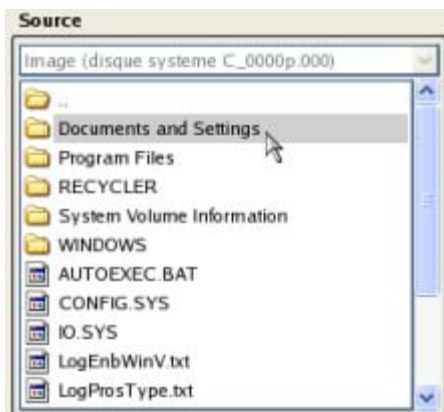 Source
Image (disque systeme C_0000p.000)
..
Documents and Settings
Program Files
RECYCLER
System Volume Information
WINDOWS
AUTOEXEC.BAT
CONFIG.SYS
IO.SYS
LogEnbWinV.txt
LogProsType.txt